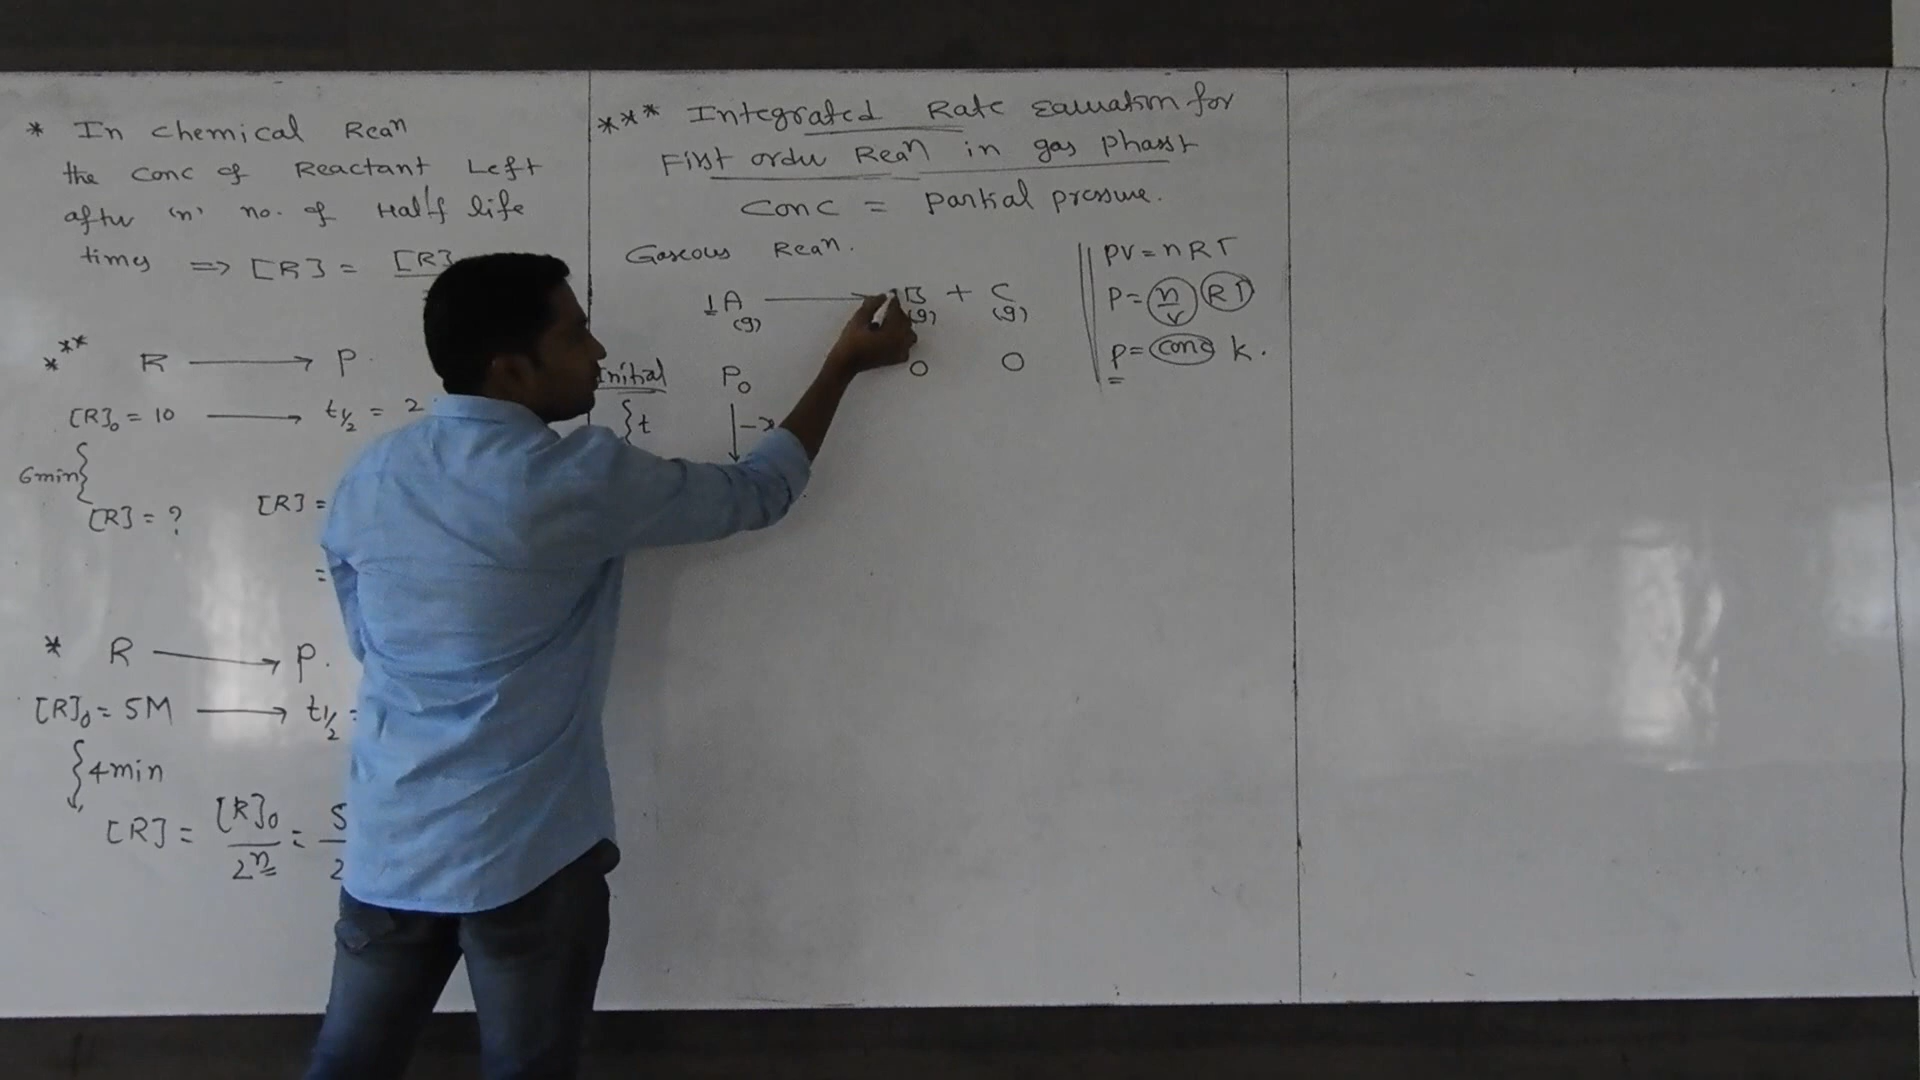 * In Chemical Reaⁿ
the conc of Reactant Left
after 'n' no. of Half life
times => [R] = [R]
*** R ⟶ P.
[R]₀ = 10 ⟶ t½ = 2
6min
[R] = ?
[R] =
=
* R ⟶ P.
[R]₀ = 5M ⟶ t½ =
4min
[R] = [R]₀/2ⁿ = 5/2
*** Integrated Rate Equation for
First order Reaⁿ in gas phase
Conc = Partial pressure.
Gaseous Reaⁿ.
1A(g) ⟶ 1B(g) + C(g)
Initial P₀ 0 0
t -x
PV = nRT
P = n/v RT
P = conc k.